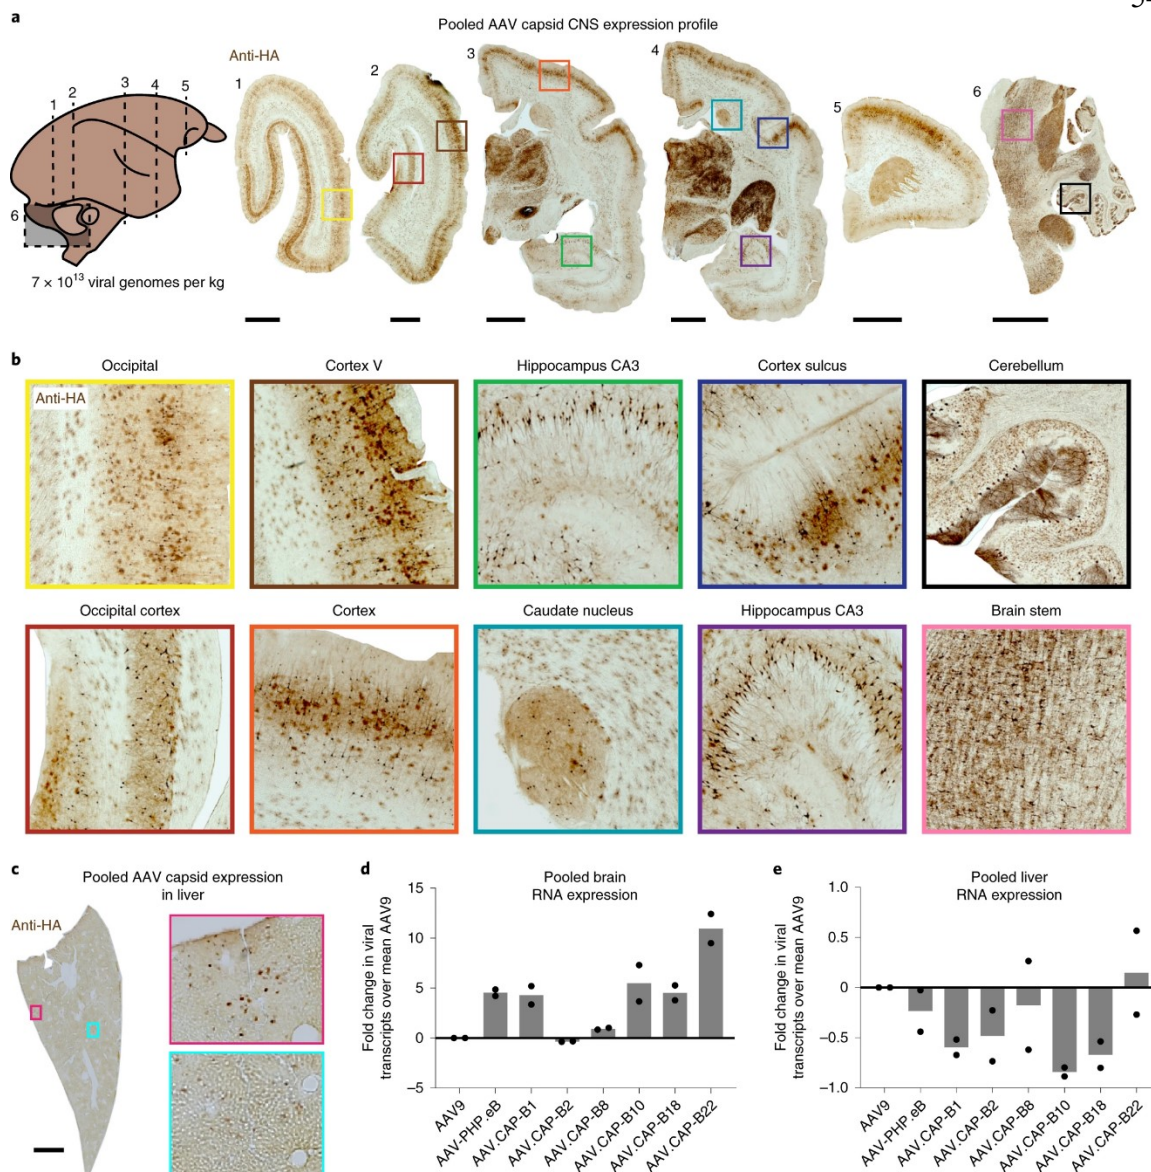 a
Pooled AAV capsid CNS expression profile
Anti-HA
1
2
3
4
5
6
1 2 3 4 5
6
7 × 10¹³ viral genomes per kg
b
Occipital
Cortex V
Hippocampus CA3
Cortex sulcus
Cerebellum
Anti-HA
Occipital cortex
Cortex
Caudate nucleus
Hippocampus CA3
Brain stem
c
Pooled AAV capsid expression
in liver
Anti-HA
d
Pooled brain
RNA expression
Fold change in viral
transcripts over mean AAV9
15
10
5
0
–5
AAV9
AAV-PHP.eB
AAV.CAP-B1
AAV.CAP-B2
AAV.CAP-B8
AAV.CAP-B10
AAV.CAP-B18
AAV.CAP-B22
e
Pooled liver
RNA expression
Fold change in viral
transcripts over mean AAV9
1.0
0.5
0
–0.5
–1.0
AAV9
AAV-PHP.eB
AAV.CAP-B1
AAV.CAP-B2
AAV.CAP-B8
AAV.CAP-B10
AAV.CAP-B18
AAV.CAP-B22